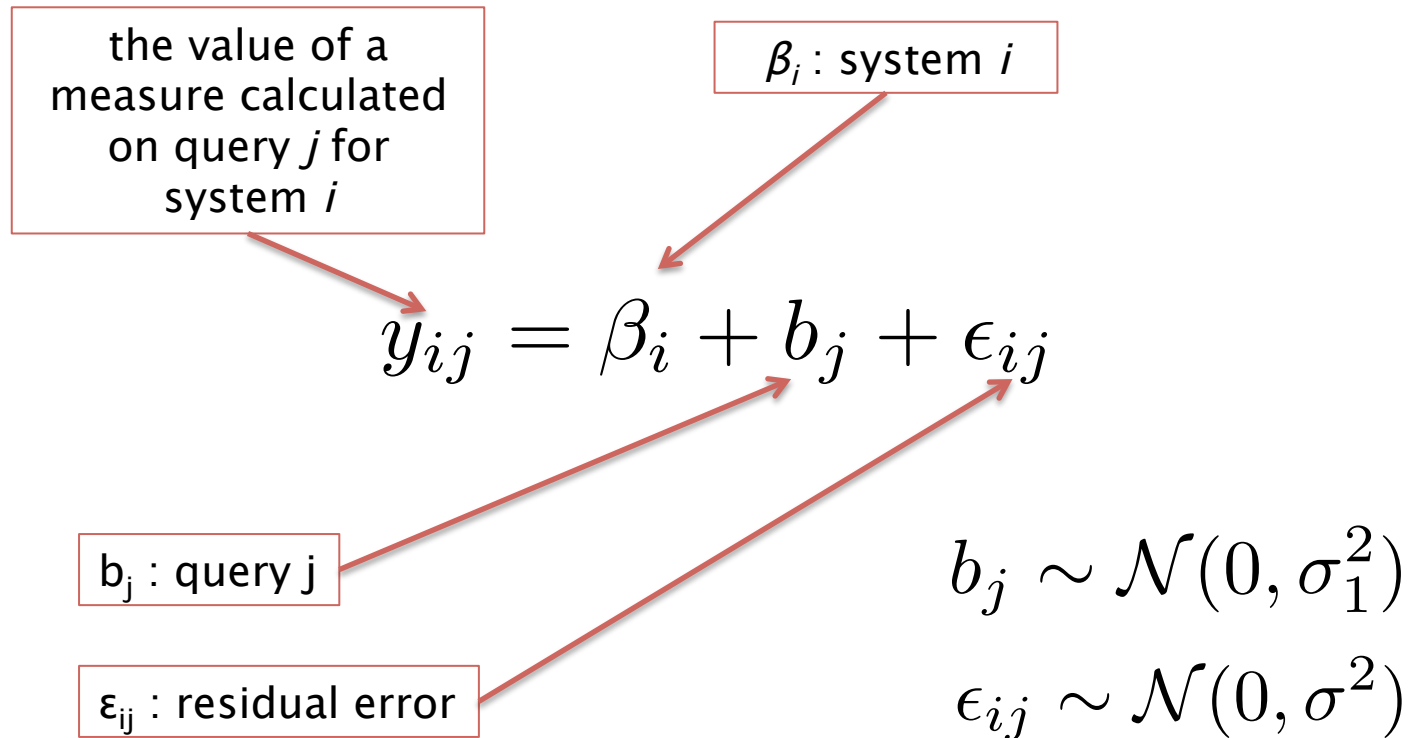 the value of a
measure calculated
on query j for
system i
βᵢ : system i
yᵢⱼ = βᵢ + bⱼ + ϵᵢⱼ
bⱼ : query j
bⱼ ∼ 𝒩(0, σ₁²)
εᵢⱼ : residual error
ϵᵢⱼ ∼ 𝒩(0, σ²)